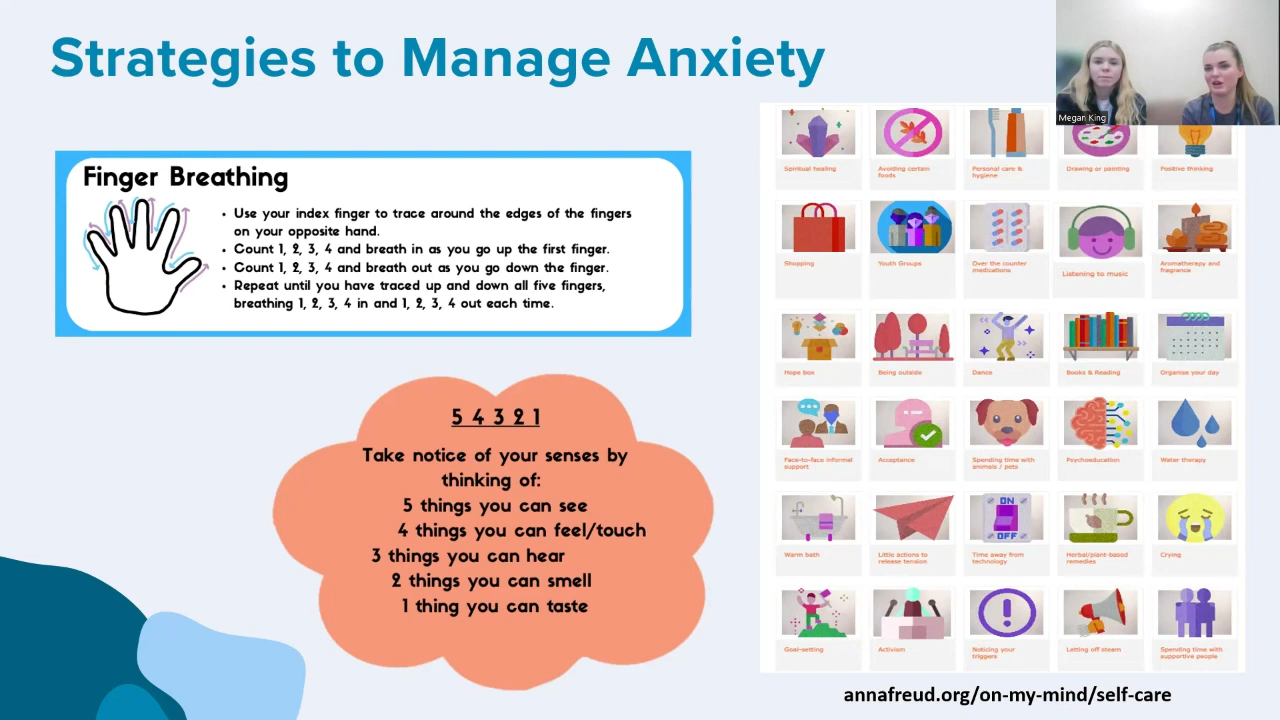 Strategies to Manage Anxiety
Megan King
Finger Breathing
• Use your index finger to trace around the edges of the fingers
on your opposite hand.
• Count 1, 2, 3, 4 and breath in as you go up the first finger.
• Count 1, 2, 3, 4 and breath out as you go down the finger.
• Repeat until you have traced up and down all five fingers,
breathing 1, 2, 3, 4 in and 1, 2, 3, 4 out each time.
5 4 3 2 1
Take notice of your senses by
thinking of:
5 things you can see
4 things you can feel/touch
3 things you can hear
2 things you can smell
1 thing you can taste
Spiritual healing
Avoiding certain
foods
Personal care &
hygiene
Drawing or painting
Positive thinking
Shopping
Youth Groups
Over the counter
medications
Listening to music
Aromatherapy and
fragrance
Hope box
Being outside
Dance
Books & Reading
Organise your day
Face-to-face informal
support
Acceptance
Spending time with
animals / pets
Psychoeducation
Water therapy
Warm bath
Little actions to
release tension
ON
OFF
Time away from
technology
Herbal/plant-based
remedies
Crying
Goal-setting
Activism
Noticing your
triggers
Letting off steam
Spending time with
supportive people
annafreud.org/on-my-mind/self-care